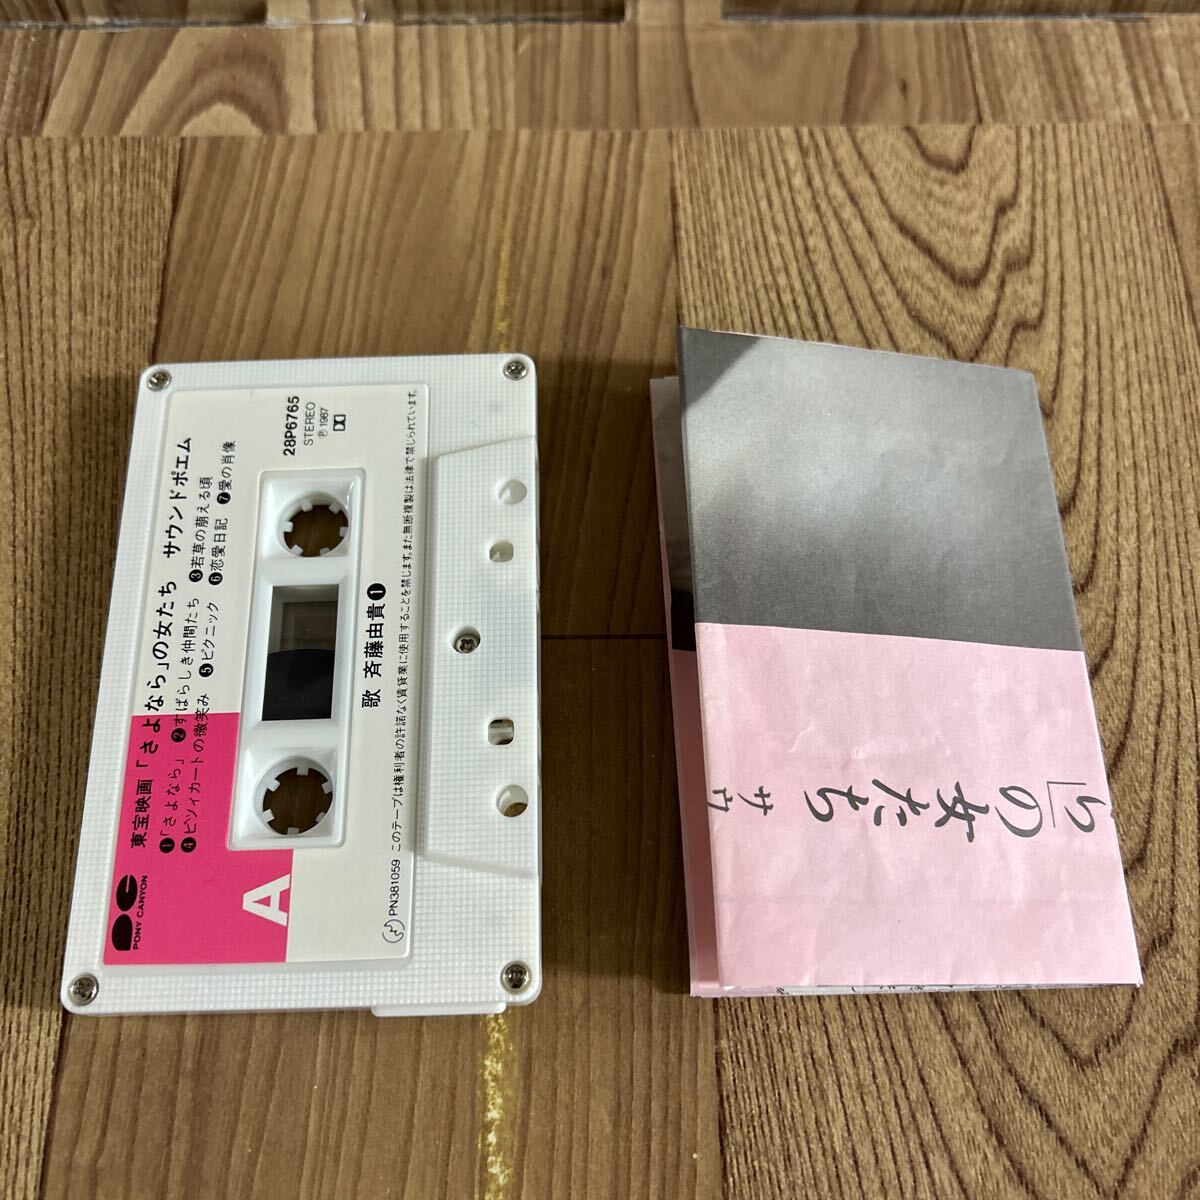 東宝映画「さよなら」の女たち サウンドポエム
❶「さよなら」 ❷すばらしき仲間たち ❸若草の萌える頃
❹ピツィカートの微笑み ❺ピクニック ❻恋愛日記 ❼愛の肖像
28P6765
STEREO
Ⓟ1987
PONY CANYON
A
歌 斉藤由貴❶
PN381059 このテープは権利者の許諾なく賃貸業に使用することを禁じます。また無断複製は法律で禁じられています。
ら」の女たち
サウ